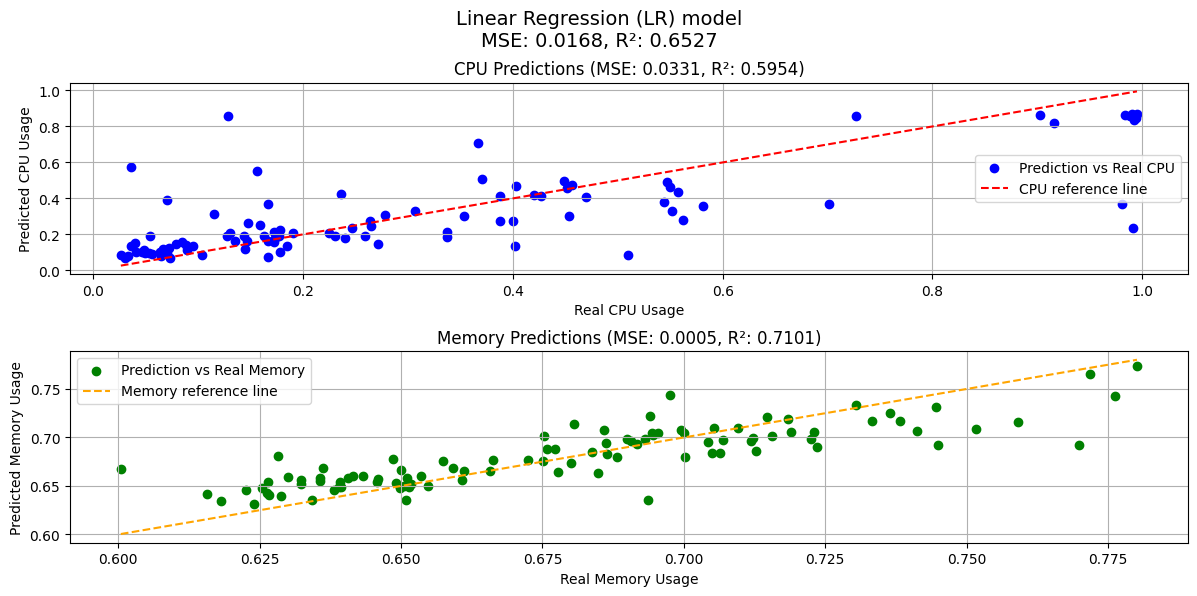 Linear Regression (LR) model
MSE: 0.0168, R²: 0.6527
CPU Predictions (MSE: 0.0331, R²: 0.5954)
Predicted CPU Usage
1.0
0.8
0.6
0.4
0.2
0.0
Prediction vs Real CPU
CPU reference line
0.0 0.2 0.4 0.6 0.8 1.0
Real CPU Usage
Memory Predictions (MSE: 0.0005, R²: 0.7101)
Predicted Memory Usage
0.75
0.70
0.65
0.60
Prediction vs Real Memory
Memory reference line
0.600 0.625 0.650 0.675 0.700 0.725 0.750 0.775
Real Memory Usage